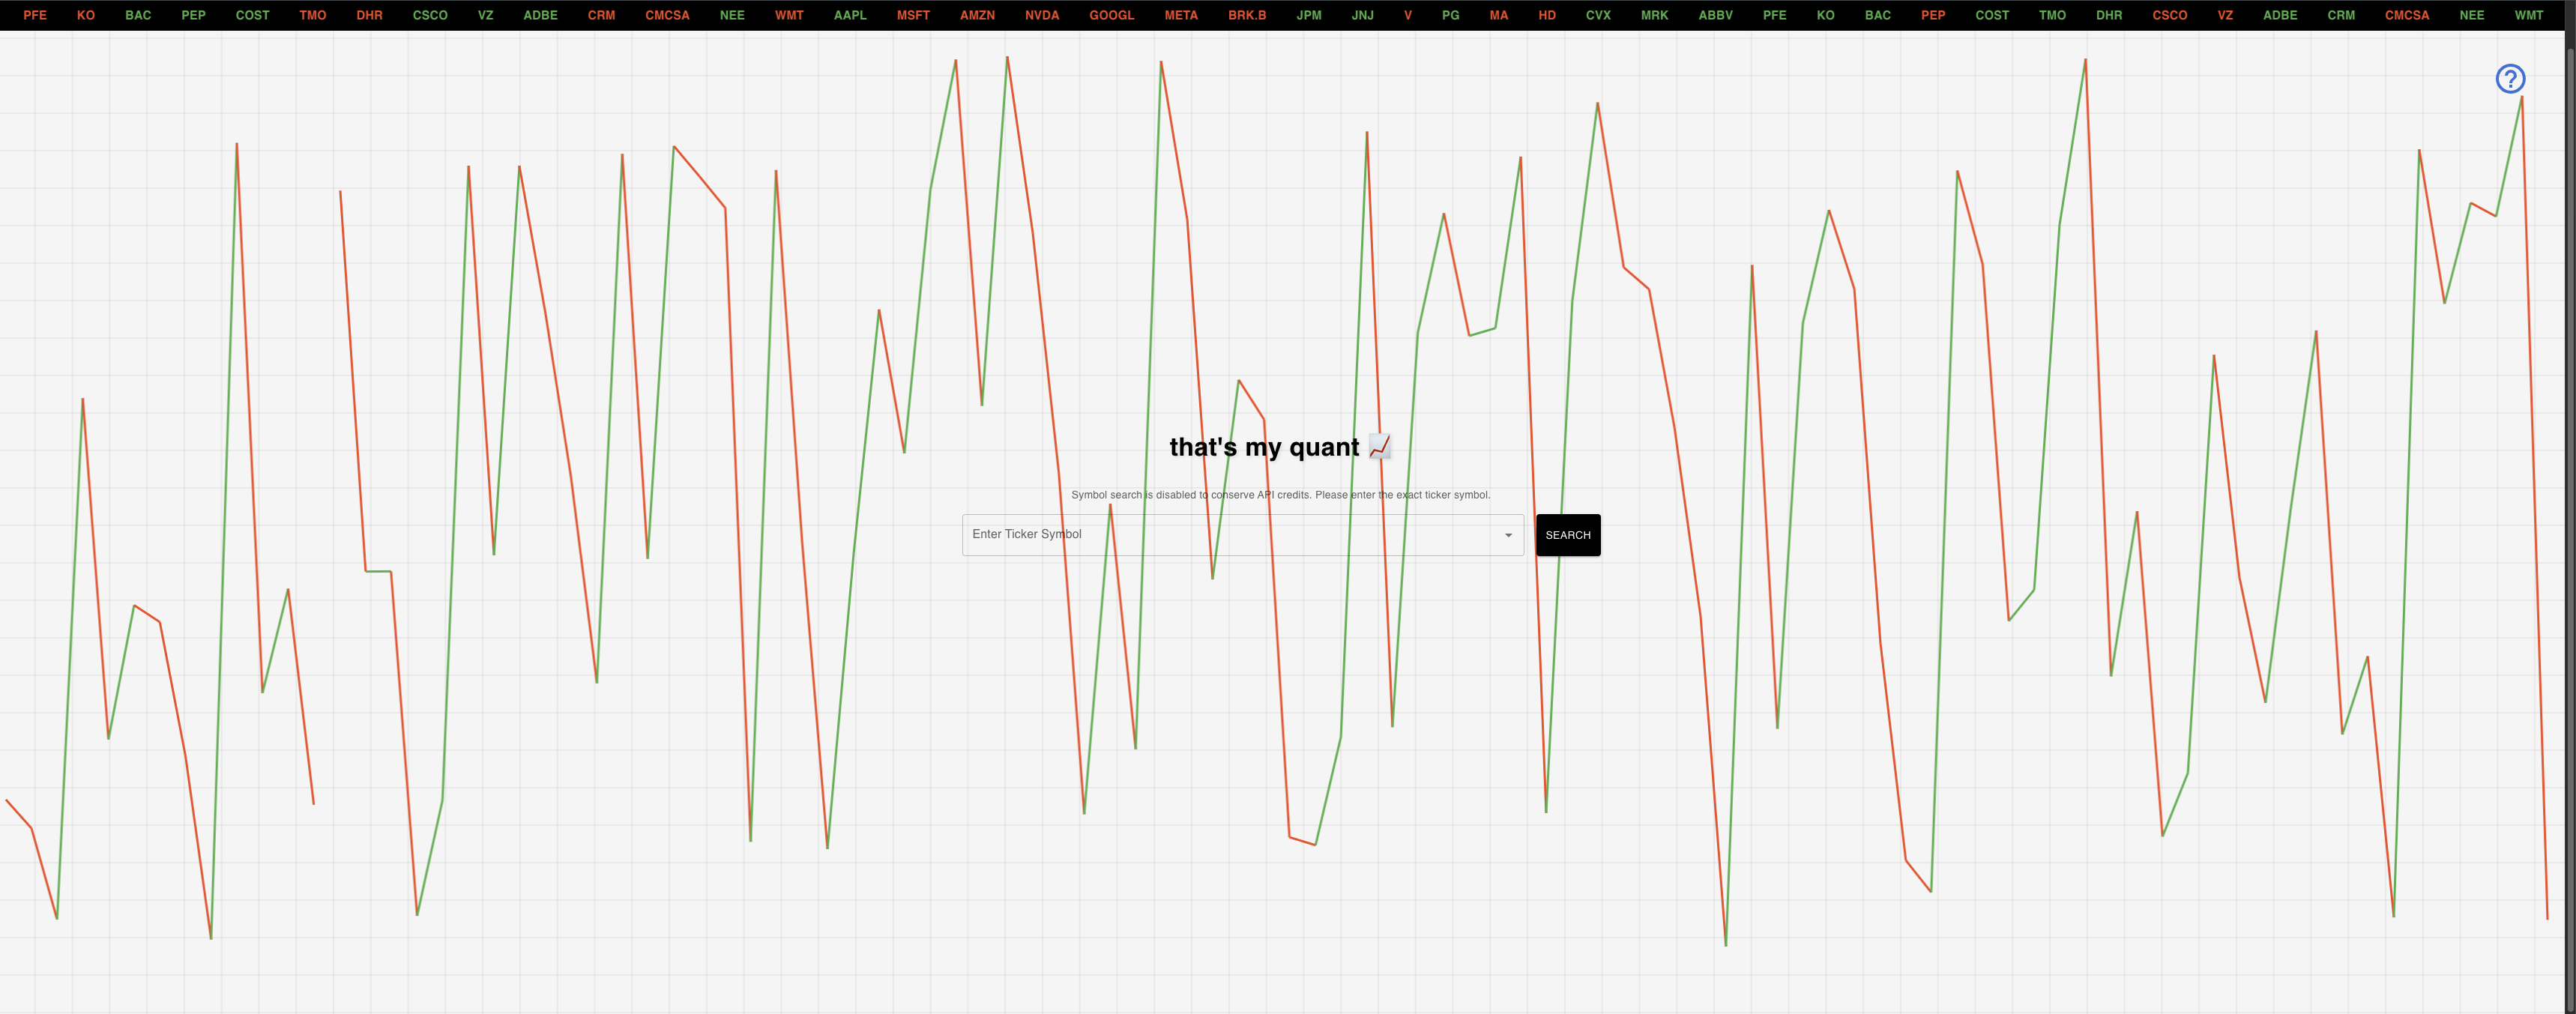 PFE KO BAC PEP COST TMO DHR CSCO VZ ADBE CRM CMCSA NEE WMT AAPL MSFT AMZN NVDA GOOGL META BRK.B JPM JNJ V PG MA HD CVX MRK ABBV PFE KO BAC PEP COST TMO DHR CSCO VZ ADBE CRM CMCSA NEE WMT
?
that's my quant 📈
Symbol search is disabled to conserve API credits. Please enter the exact ticker symbol.
Enter Ticker Symbol SEARCH